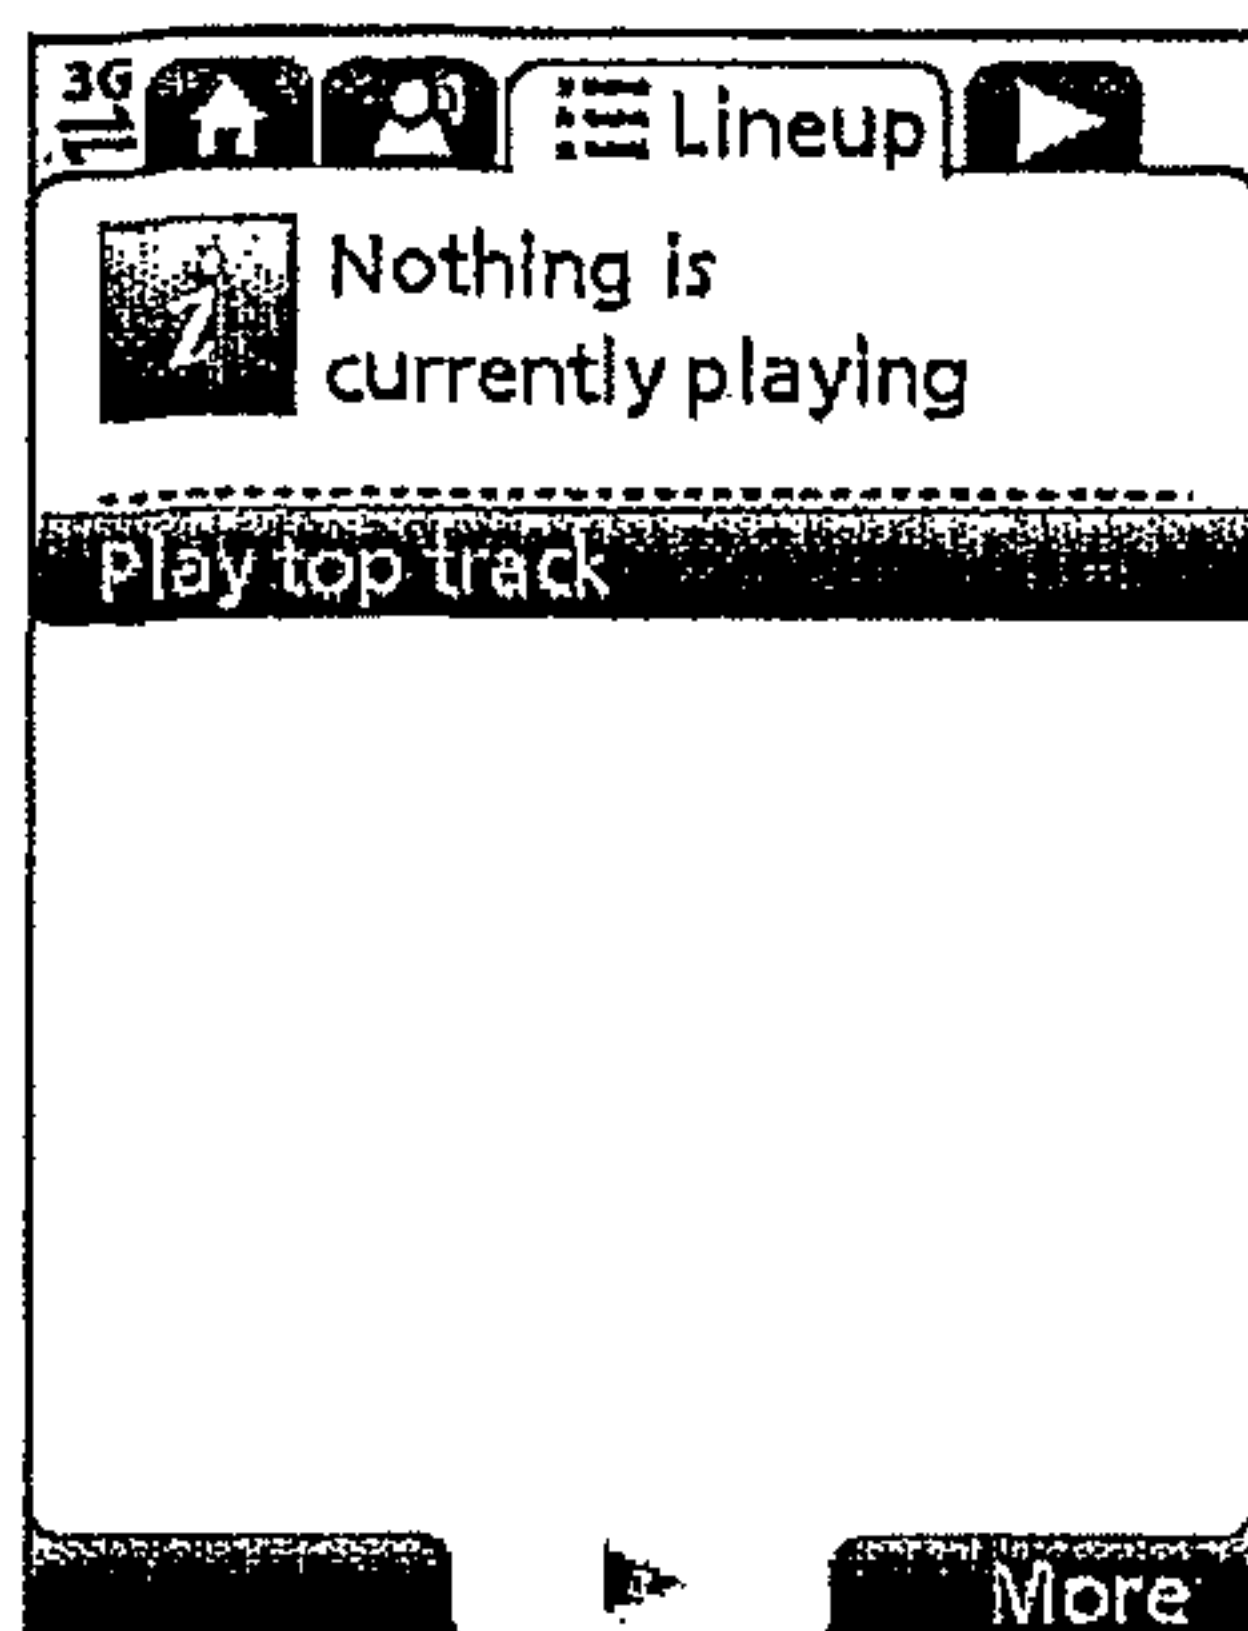 3G
Lineup
Nothing is
currently playing
Play top track
More